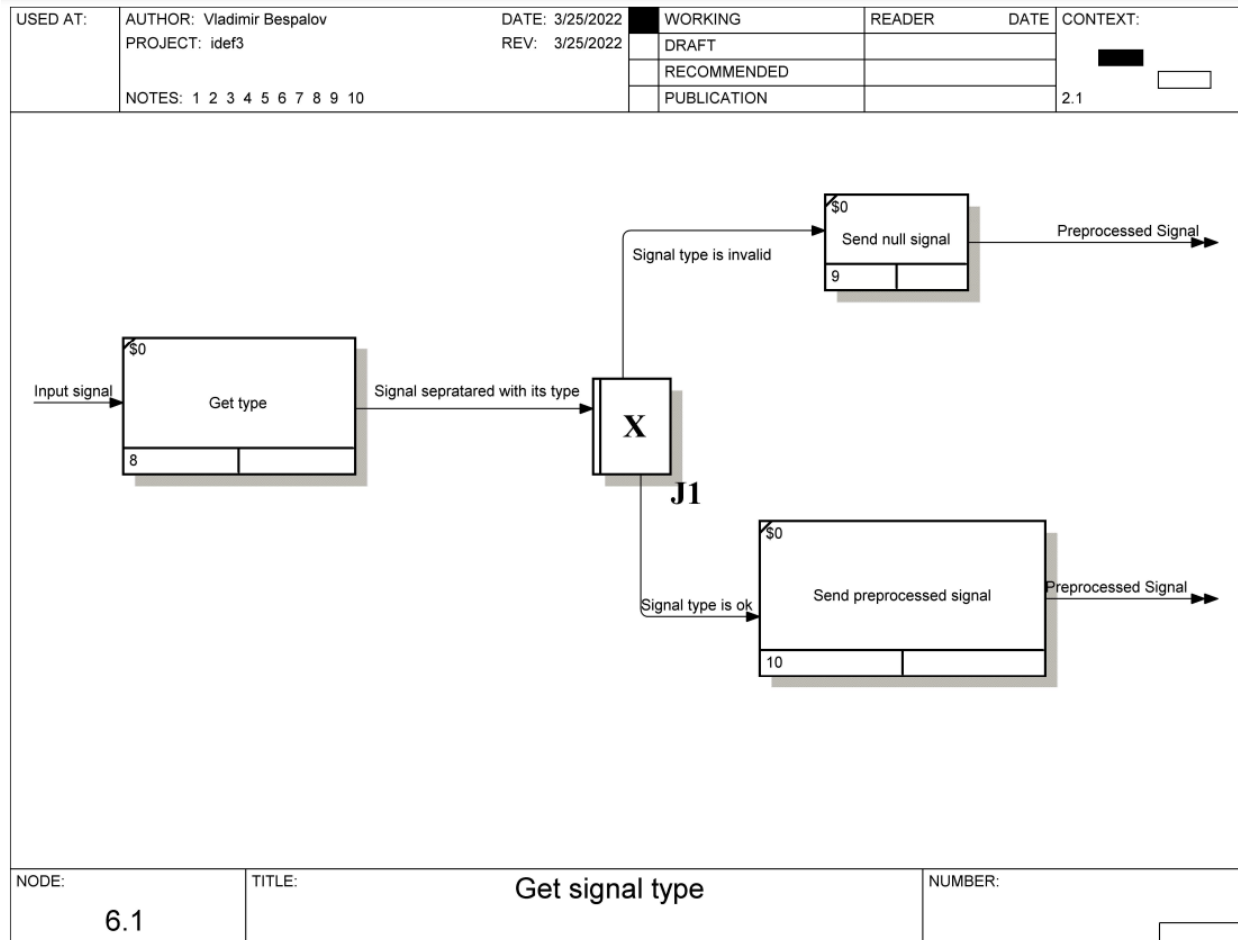 USED AT:
AUTHOR: Vladimir Bespalov
DATE: 3/25/2022
PROJECT: idef3
REV: 3/25/2022
NOTES: 1 2 3 4 5 6 7 8 9 10
WORKING
DRAFT
RECOMMENDED
PUBLICATION
READER
DATE
CONTEXT:
2.1
$0
Send null signal
9
Preprocessed Signal
Signal type is invalid
$0
Get type
8
Input signal
Signal sepratared with its type
X
J1
$0
Send preprocessed signal
10
Signal type is ok
Preprocessed Signal
NODE:
6.1
TITLE:
Get signal type
NUMBER: